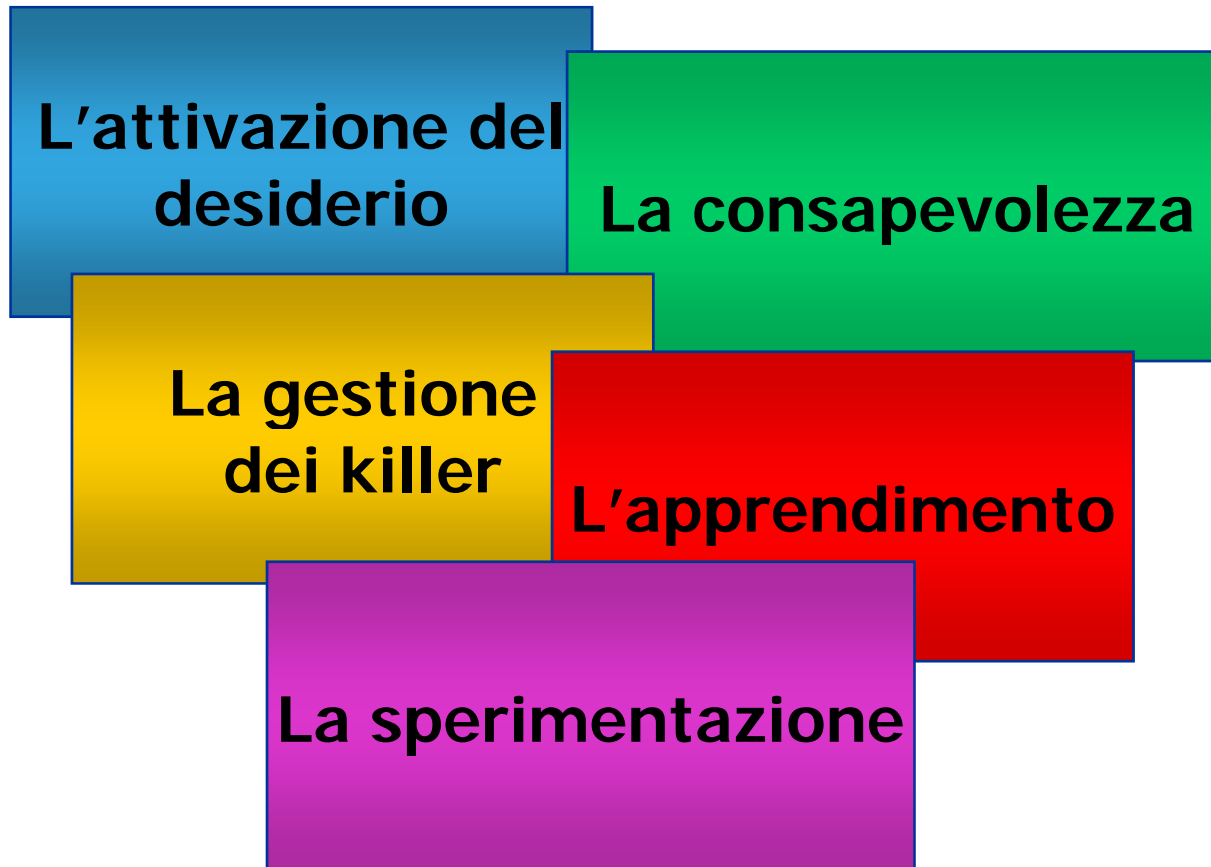 L'attivazione del
desiderio
La consapevolezza
La gestione
dei killer
L'apprendimento
La sperimentazione